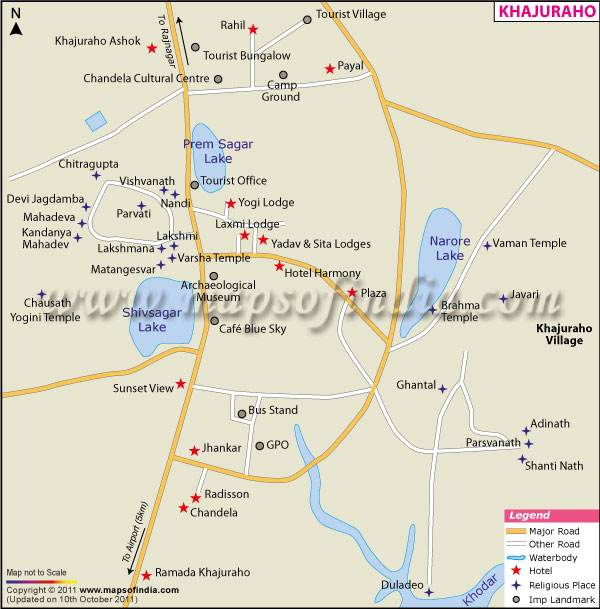 KHAJURAHO
N
To Rajnagar
Tourist Village
Rahil
Khajuraho Ashok
Tourist Bungalow
Payal
Chandela Cultural Centre
Camp
Ground
Prem Sagar
Lake
Chitragupta
Vishvanath
Tourist Office
Nandi
Devi Jagdamba
Parvati
Yogi Lodge
Mahadeva
Laxmi Lodge
Kandanya
Mahadev
Lakshmi
Yadav & Sita Lodges
Narore
Lake
Vaman Temple
Lakshmana
Varsha Temple
Matangesvar
Hotel Harmony
Archaeological
Museum
Plaza
Javari
www.mapsofindia.com
Chausath
Yogini Temple
Shivsagar
Lake
Brahma
Temple
Café Blue Sky
Khajuraho
Village
Sunset View
Ghantal
Bus Stand
Adinath
GPO
Parsvanath
Jhankar
Shanti Nath
Radisson
Chandela
To Airport (5km)
Legend
Major Road
Other Road
Waterbody
Hotel
Religious Place
Imp Landmark
Map not to Scale
Ramada Khajuraho
Copyright © 2011 www.mapsofindia.com
(Updated on 10th October 2011)
Duladeo
Khodar